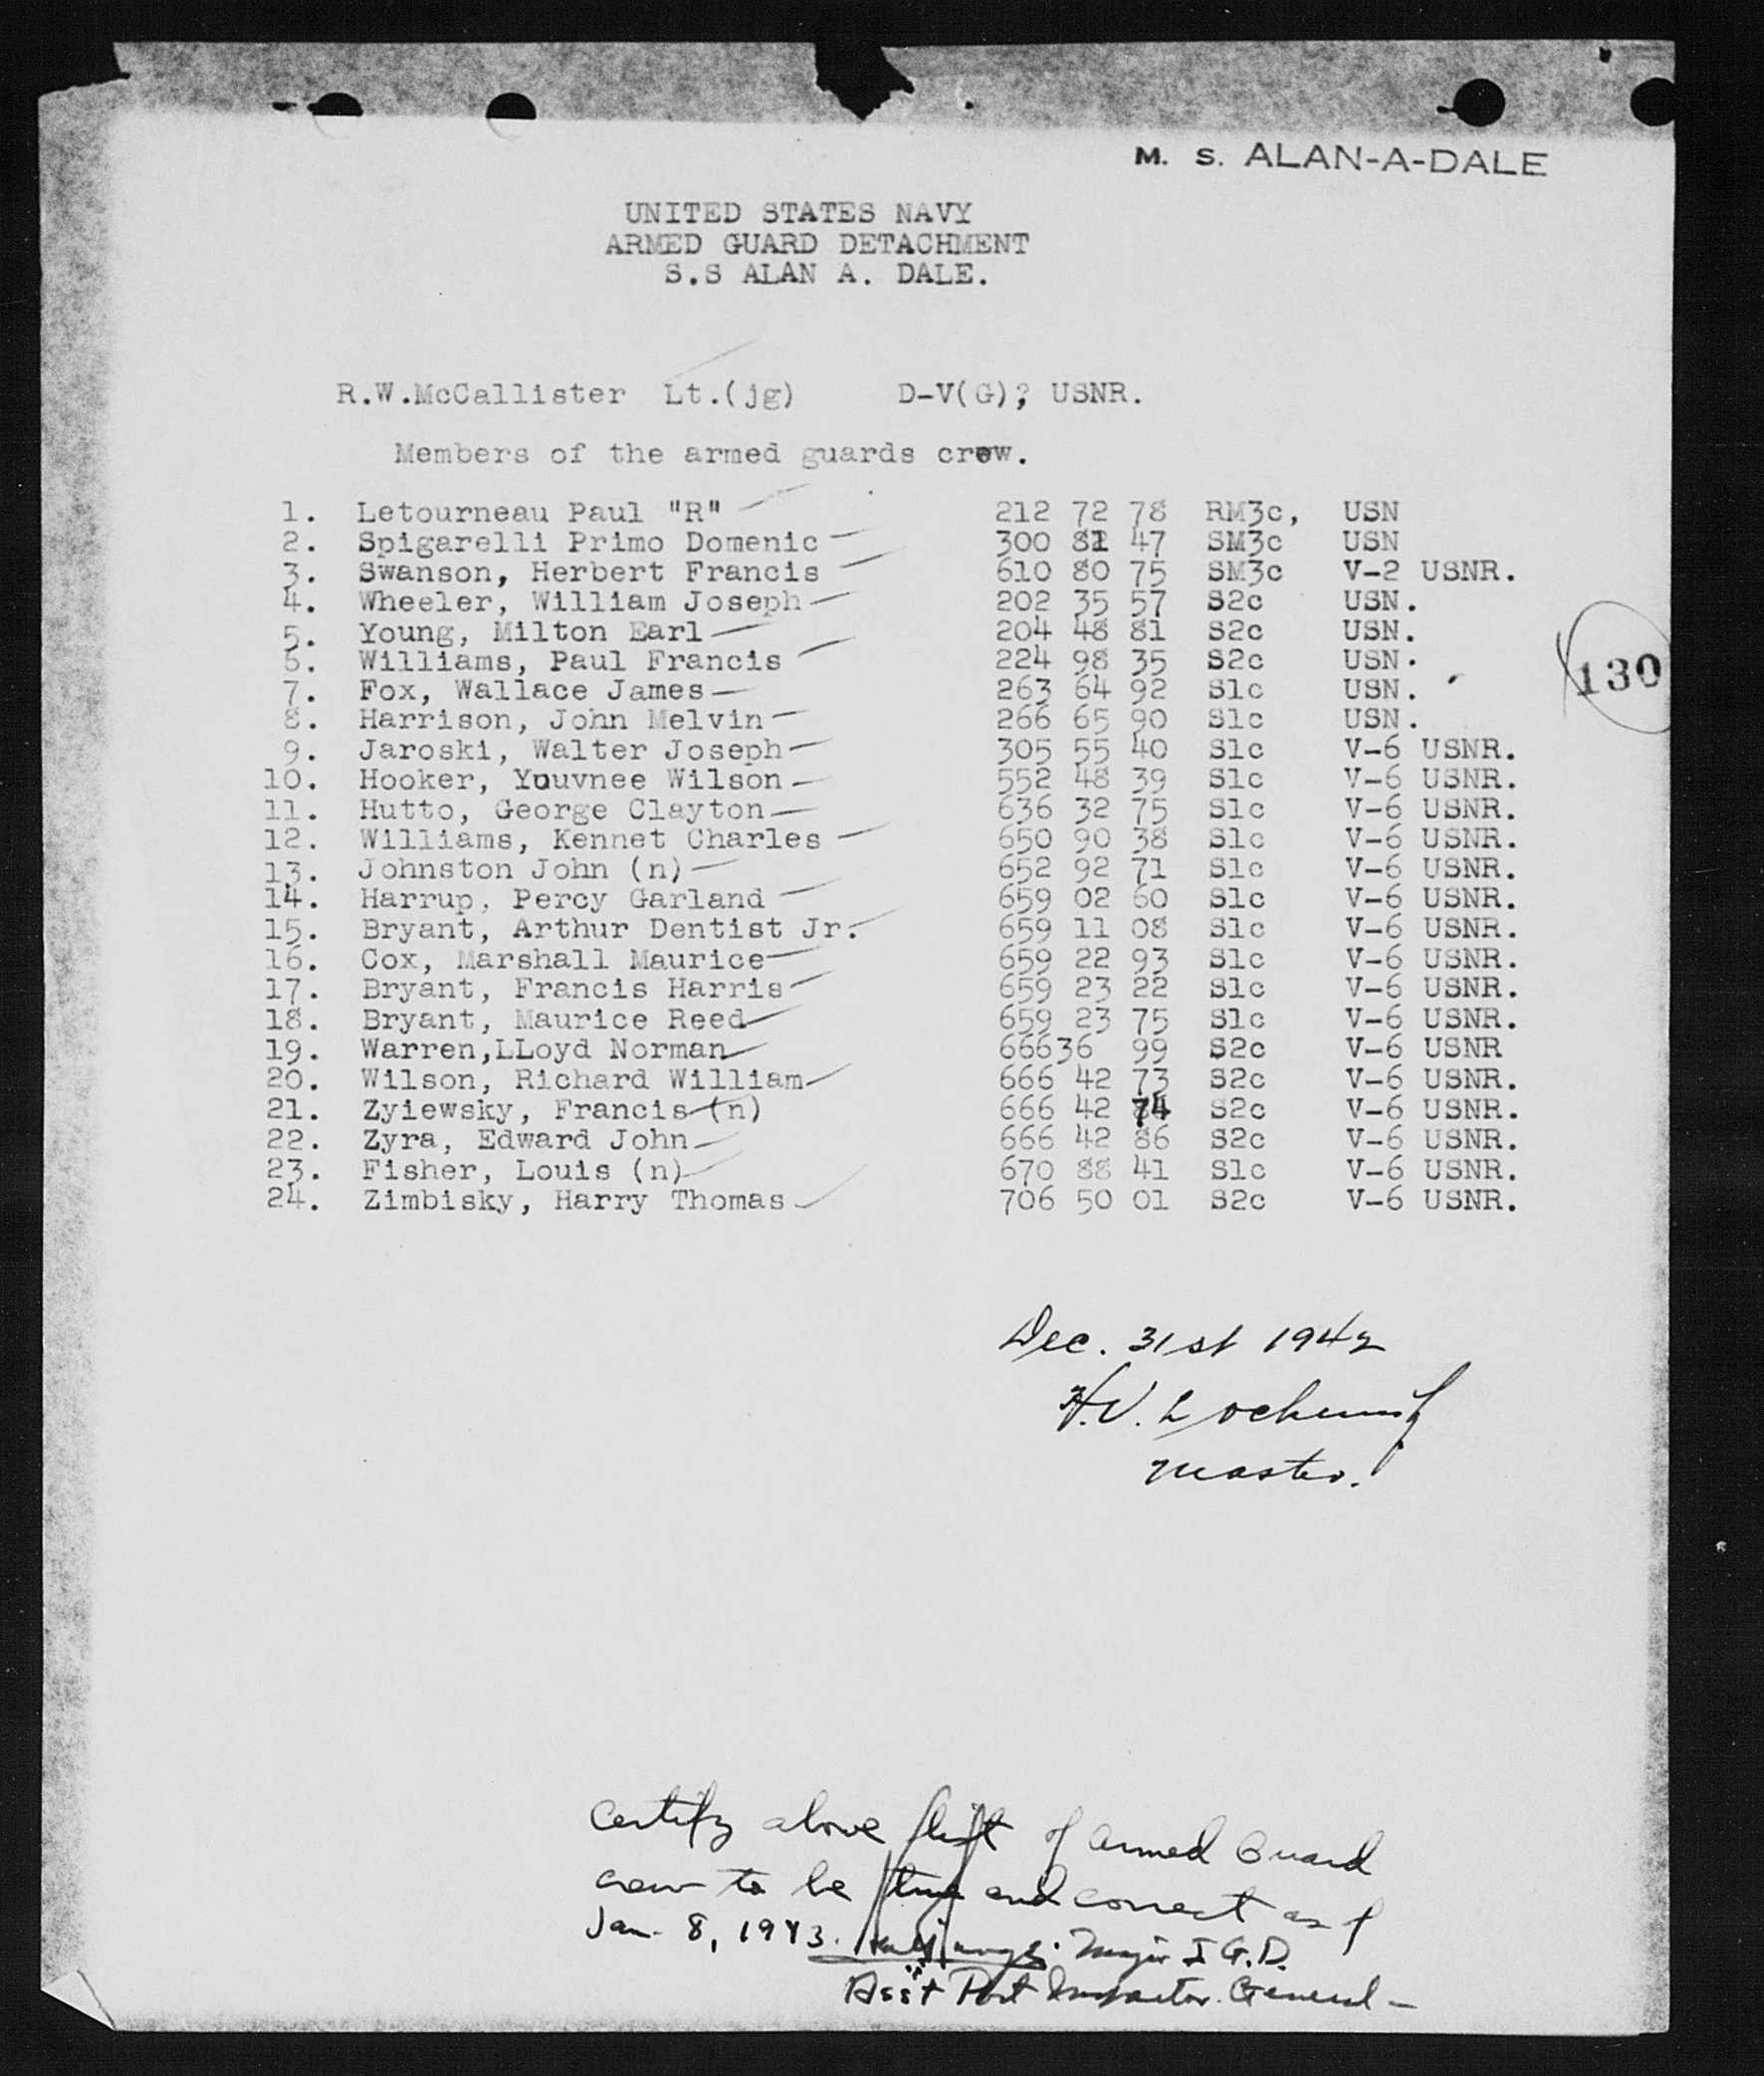 M. S. ALAN-A-DALE
UNITED STATES NAVY
ARMED GUARD DETACHMENT
S.S ALAN A. DALE.
R.W.McCallister Lt.(jg) D-V(G); USNR.
Members of the armed guards crew.
1. Letourneau Paul "R" 212 72 78 RM3c, USN
2. Spigarelli Primo Domenic 300 81 47 SM3c USN
3. Swanson, Herbert Francis 610 80 75 SM3c V-2 USNR.
4. Wheeler, William Joseph 202 35 57 S2c USN.
5. Young, Milton Earl 204 48 81 S2c USN.
6. Williams, Paul Francis 224 98 35 S2c USN.
7. Fox, Wallace James 263 64 92 S1c USN.
130
8. Harrison, John Melvin 266 65 90 S1c USN.
9. Jaroski, Walter Joseph 305 55 40 S1c V-6 USNR.
10. Hooker, Youvnee Wilson 552 48 39 S1c V-6 USNR.
11. Hutto, George Clayton 636 32 75 S1c V-6 USNR.
12. Williams, Kennet Charles 650 90 38 S1c V-6 USNR.
13. Johnston John (n) 652 92 71 S1c V-6 USNR.
14. Harrup, Percy Garland 659 02 60 S1c V-6 USNR.
15. Bryant, Arthur Dentist Jr. 659 11 08 S1c V-6 USNR.
16. Cox, Marshall Maurice 659 22 93 S1c V-6 USNR.
17. Bryant, Francis Harris 659 23 22 S1c V-6 USNR.
18. Bryant, Maurice Reed 659 23 75 S1c V-6 USNR.
19. Warren,LLoyd Norman 66636 99 S2c V-6 USNR
20. Wilson, Richard William 666 42 73 S2c V-6 USNR.
21. Zyiewsky, Francis (n) 666 42 74 S2c V-6 USNR.
22. Zyra, Edward John 666 42 86 S2c V-6 USNR.
23. Fisher, Louis (n) 670 88 41 S1c V-6 USNR.
24. Zimbisky, Harry Thomas 706 50 01 S2c V-6 USNR.
Dec. 31st 1942
H.V.
Master.
Certify above list of Armed Guard
crew to be true and correct as of
Jan. 8, 1943. Major I G.D.
Ass't Port Inspector General-